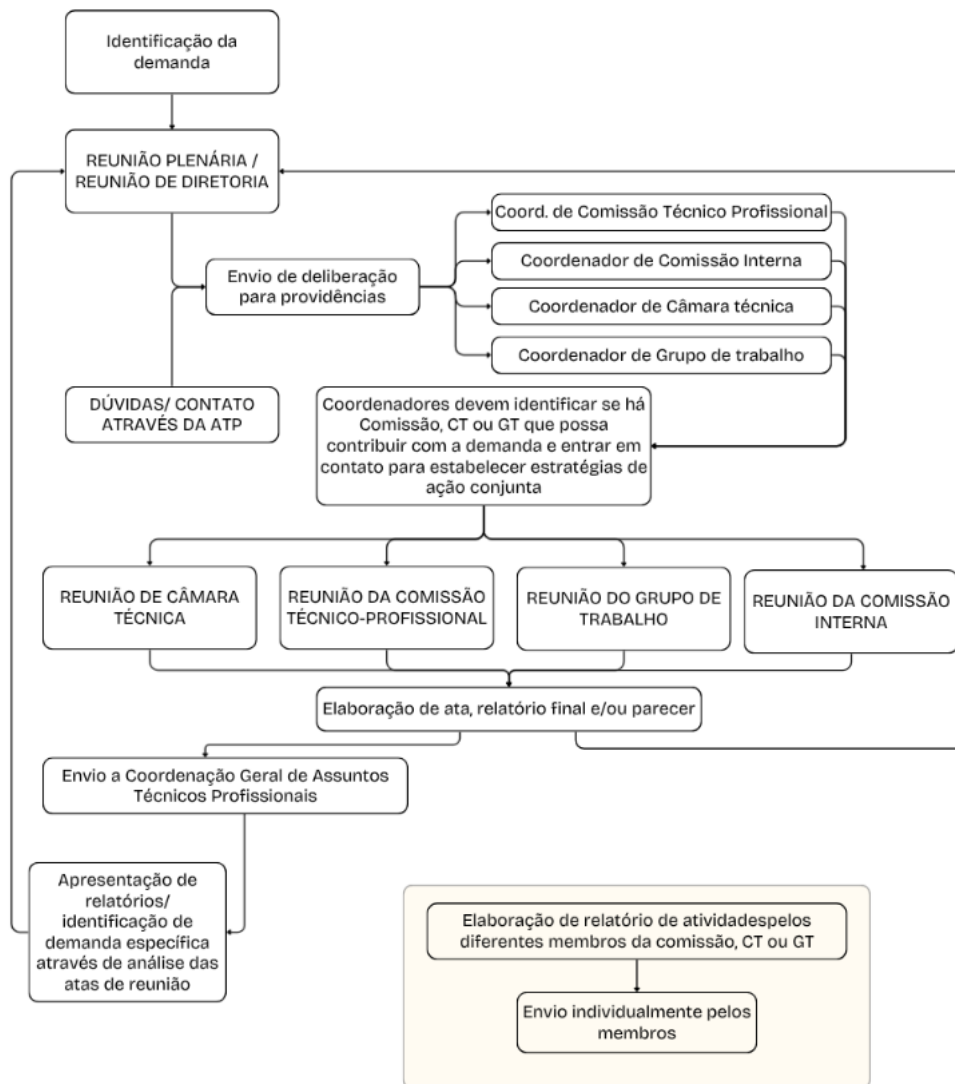 Identificação da
demanda
REUNIÃO PLENÁRIA /
REUNIÃO DE DIRETORIA
Coord. de Comissão Técnico Profissional
Envio de deliberação
para providências
Coordenador de Comissão Interna
Coordenador de Câmara técnica
Coordenador de Grupo de trabalho
DÚVIDAS/ CONTATO
ATRAVÉS DA ATP
Coordenadores devem identificar se há
Comissão, CT ou GT que possa
contribuir com a demanda e entrar em
contato para estabelecer estratégias de
ação conjunta
REUNIÃO DE CÂMARA
TÉCNICA
REUNIÃO DA COMISSÃO
TÉCNICO-PROFISSIONAL
REUNIÃO DO GRUPO DE
TRABALHO
REUNIÃO DA COMISSÃO
INTERNA
Elaboração de ata, relatório final e/ou parecer
Envio a Coordenação Geral de Assuntos
Técnicos Profissionais
Apresentação de
relatórios/
identificação de
demanda específica
através de análise das
atas de reunião
Elaboração de relatório de atividadespelos
diferentes membros da comissão, CT ou GT
Envio individualmente pelos
membros